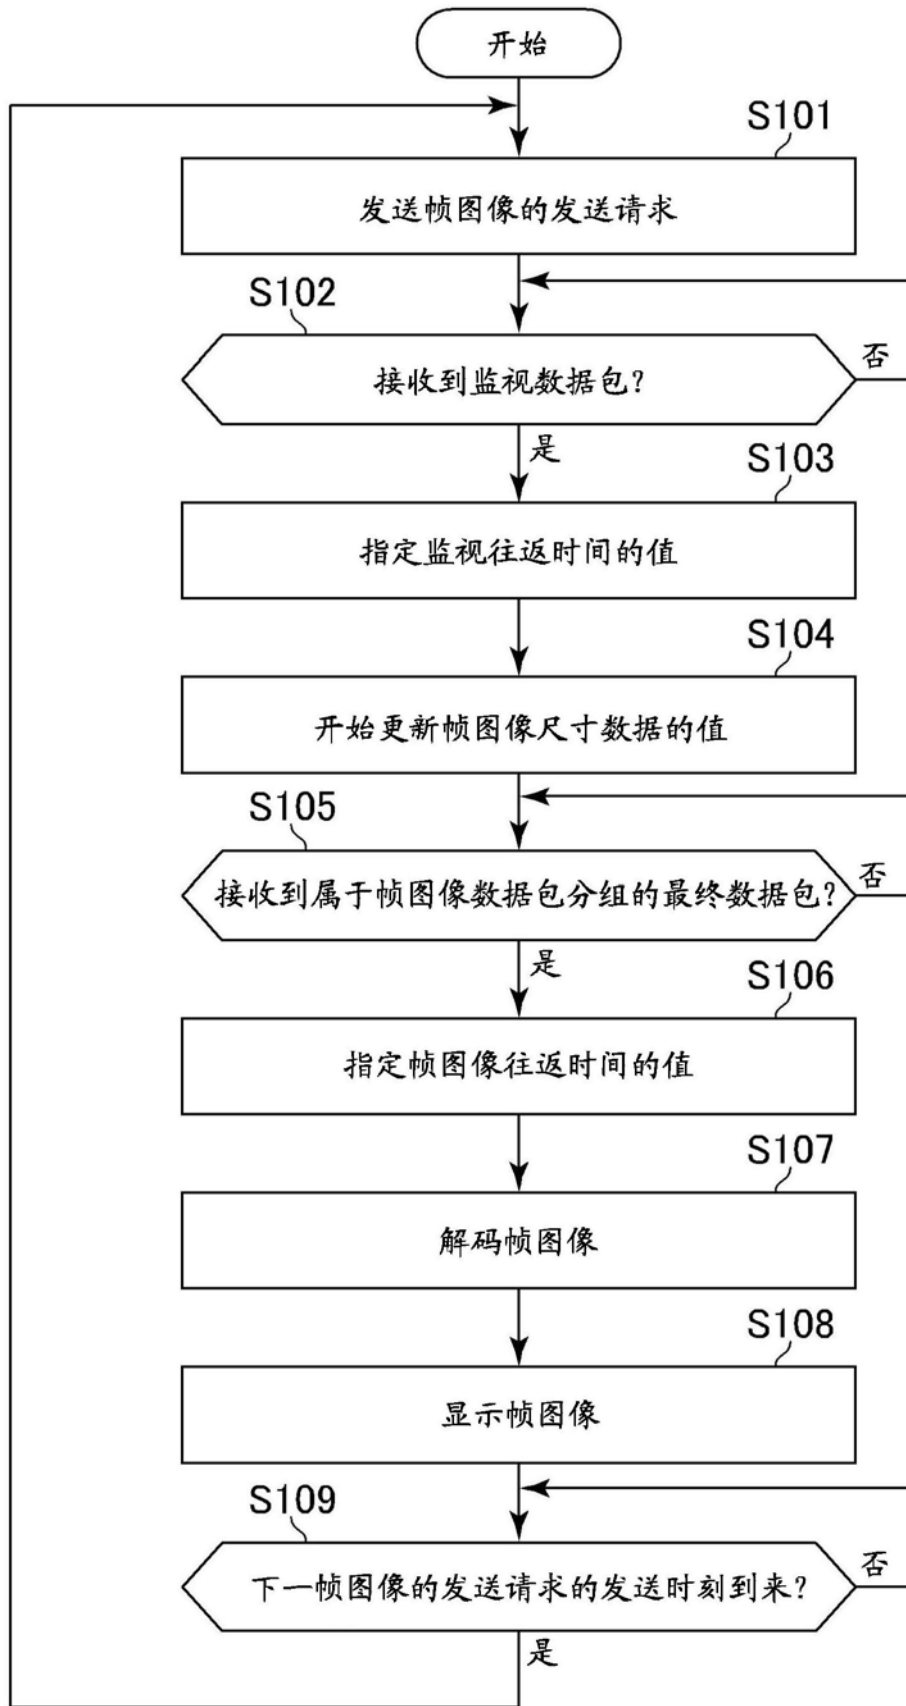 开始
S101
发送帧图像的发送请求
S102
接收到监视数据包?
否
是
S103
指定监视往返时间的值
S104
开始更新帧图像尺寸数据的值
S105
接收到属于帧图像数据包分组的最终数据包?
否
是
S106
指定帧图像往返时间的值
S107
解码帧图像
S108
显示帧图像
S109
下一帧图像的发送请求的发送时刻到来?
否
是